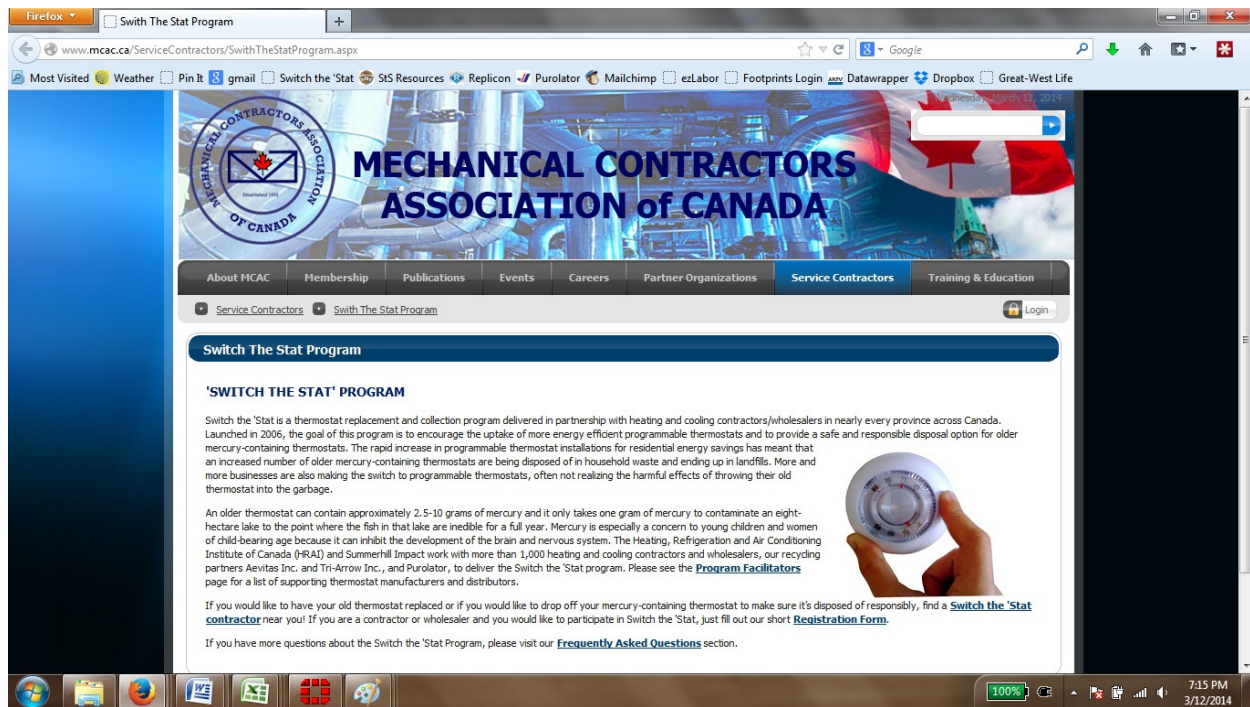 Firefox
Swith The Stat Program
www.mcac.ca/ServiceContractors/SwithTheStatProgram.aspx
Google
Most Visited Weather Pin It gmail Switch the 'Stat StS Resources Replicon Purolator Mailchimp ezLabor Footprints Login Datawrapper Dropbox Great-West Life
Wednesday, March 12, 2014
MECHANICAL CONTRACTORS ASSOCIATION
OF CANADA
MECHANICAL CONTRACTORS
ASSOCIATION of CANADA
About MCAC Membership Publications Events Careers Partner Organizations Service Contractors Training & Education
Service Contractors Swith The Stat Program Login
Switch The Stat Program
'SWITCH THE STAT' PROGRAM
Switch the 'Stat is a thermostat replacement and collection program delivered in partnership with heating and cooling contractors/wholesalers in nearly every province across Canada.
Launched in 2006, the goal of this program is to encourage the uptake of more energy efficient programmable thermostats and to provide a safe and responsible disposal option for older
mercury-containing thermostats. The rapid increase in programmable thermostat installations for residential energy savings has meant that
an increased number of older mercury-containing thermostats are being disposed of in household waste and ending up in landfills. More and
more businesses are also making the switch to programmable thermostats, often not realizing the harmful effects of throwing their old
thermostat into the garbage.
An older thermostat can contain approximately 2.5-10 grams of mercury and it only takes one gram of mercury to contaminate an eight-
hectare lake to the point where the fish in that lake are inedible for a full year. Mercury is especially a concern to young children and women
of child-bearing age because it can inhibit the development of the brain and nervous system. The Heating, Refrigeration and Air Conditioning
Institute of Canada (HRAI) and Summerhill Impact work with more than 1,000 heating and cooling contractors and wholesalers, our recycling
partners Aevitas Inc. and Tri-Arrow Inc., and Purolator, to deliver the Switch the 'Stat program. Please see the Program Facilitators
page for a list of supporting thermostat manufacturers and distributors.
If you would like to have your old thermostat replaced or if you would like to drop off your mercury-containing thermostat to make sure it's disposed of responsibly, find a Switch the 'Stat
contractor near you! If you are a contractor or wholesaler and you would like to participate in Switch the 'Stat, just fill out our short Registration Form.
If you have more questions about the Switch the 'Stat Program, please visit our Frequently Asked Questions section.
100%
7:15 PM
3/12/2014